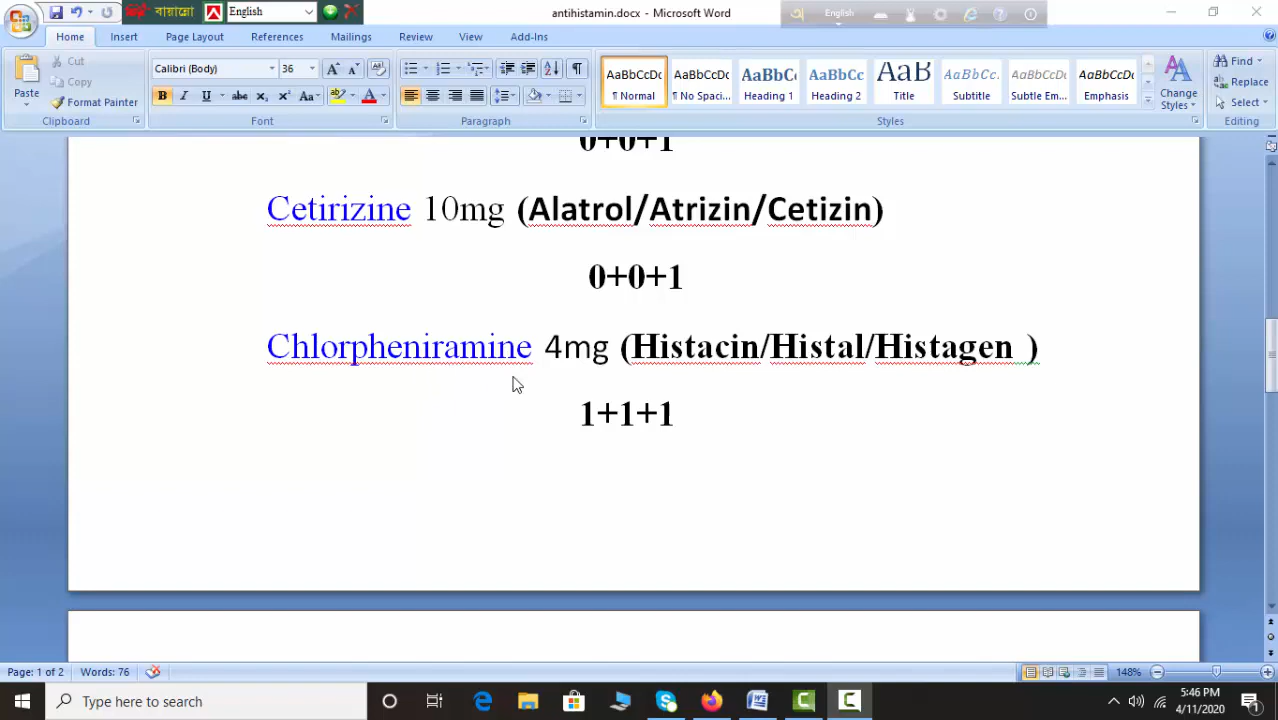 antihistamin.docx - Microsoft Word
বায়ান্নো
English
English
Home
Insert
Page Layout
References
Mailings
Review
View
Add-Ins
Paste
Cut
Copy
Format Painter
Clipboard
Calibri (Body)
36
Font
Paragraph
AaBbCcDc
¶ Normal
AaBbCcDc
¶ No Spaci...
AaBbCc
Heading 1
AaBbCc
Heading 2
AaB
Title
AaBbCc.
Subtitle
AaBbCcDc
Subtle Em...
AaBbCcDc
Emphasis
Change
Styles
Styles
Find
Replace
Select
Editing
0+0+1
Cetirizine 10mg (Alatrol/Atrizin/Cetizin)
0+0+1
Chlorpheniramine 4mg (Histacin/Histal/Histagen )
1+1+1
Page: 1 of 2
Words: 76
148%
Type here to search
5:46 PM
4/11/2020